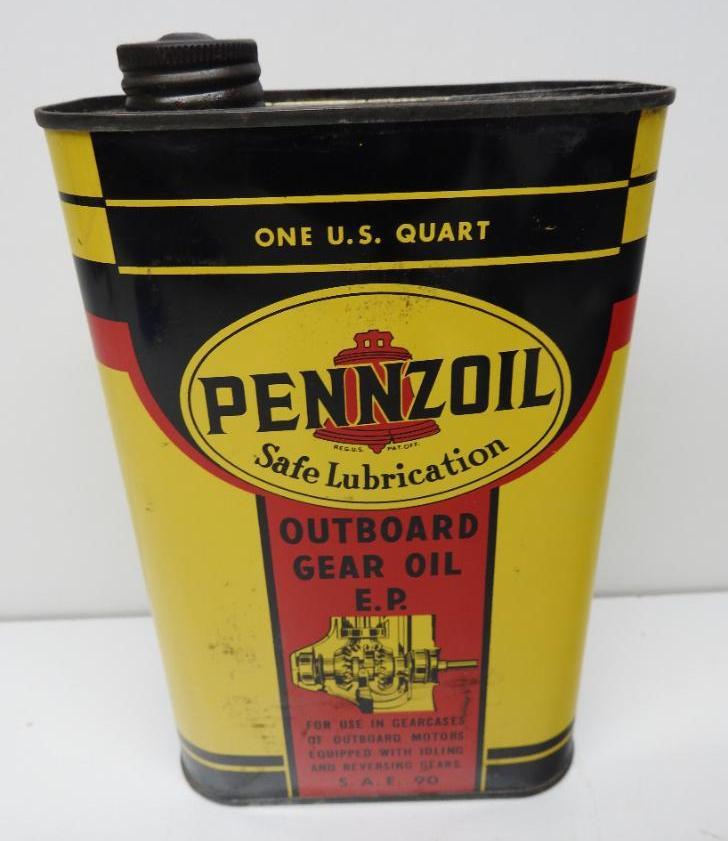 ONE U.S. QUART
PENNZOIL
REG.U.S. PAT.OFF.
Safe Lubrication
OUTBOARD
GEAR OIL
E.P.
FOR USE IN GEARCASES
OF OUTBOARD MOTORS
EQUIPPED WITH IDLING
AND REVERSING GEARS
S.A.E. 90